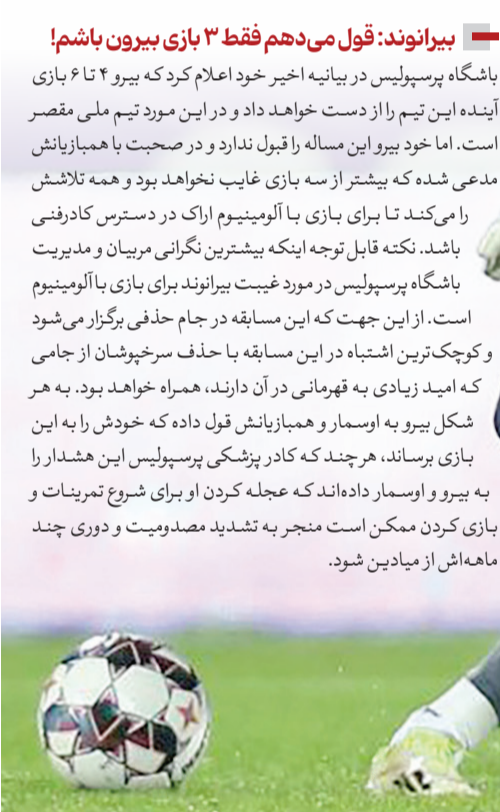 بیرانوند: قول می‌دهم فقط ۳ بازی بیرون باشم!
باشگاه پرسپولیس در بیانیه اخیر خود اعلام کرد که بیرو ۴ تا ۶ بازی
آینده این تیم را از دست خواهد داد و در این مورد تیم ملی مقصر
است. اما خود بیرو این مساله را قبول ندارد و در صحبت با همبازیانش
مدعی شده که بیشتر از سه بازی غایب نخواهد بود و همه تلاشش
را می‌کند تا برای بازی با آلومینیوم اراک در دسترس کادرفنی
باشد. نکته قابل توجه اینکه بیشترین نگرانی مربیان و مدیریت
باشگاه پرسپولیس در مورد غیبت بیرانوند برای بازی با آلومینیوم
است. از این جهت که این مسابقه در جام حذفی برگزار می‌شود
و کوچک‌ترین اشتباه در این مسابقه با حذف سرخپوشان از جامی
که امید زیادی به قهرمانی در آن دارند، همراه خواهد بود. به هر
شکل بیرو به اوسمار و همبازیانش قول داده که خودش را به این
بازی برساند، هر چند که کادر پزشکی پرسپولیس این هشدار را
به بیرو و اوسمار داده‌اند که عجله کردن او برای شروع تمرینات و
بازی کردن ممکن است منجر به تشدید مصدومیت و دوری چند
ماهه‌اش از میادین شود.